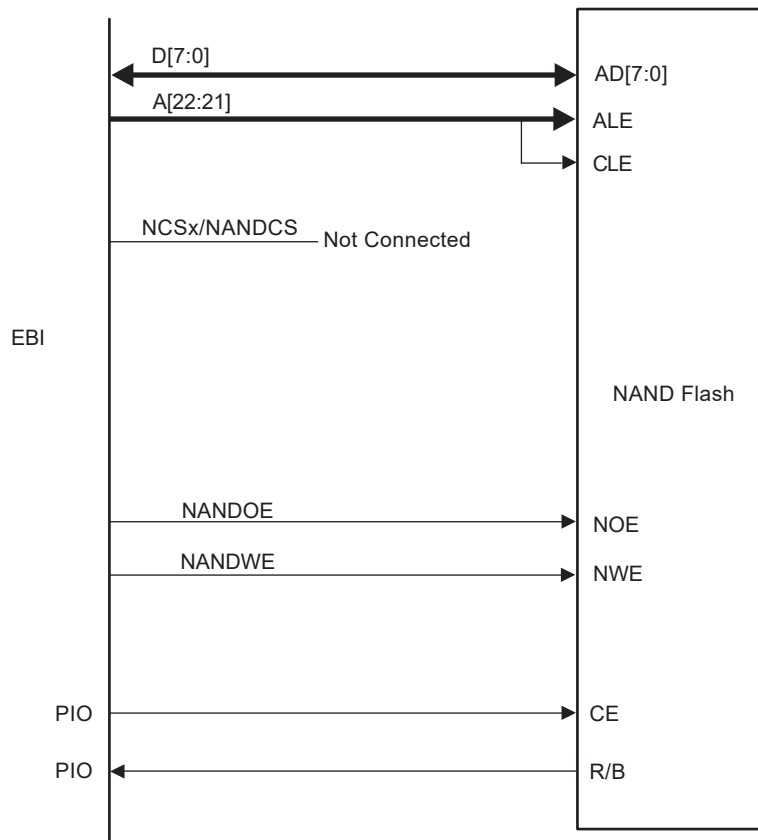 D[7:0]
AD[7:0]
A[22:21]
ALE
CLE
NCSx/NANDCS
Not Connected
EBI
NAND Flash
NANDOE
NOE
NANDWE
NWE
PIO
CE
PIO
R/B